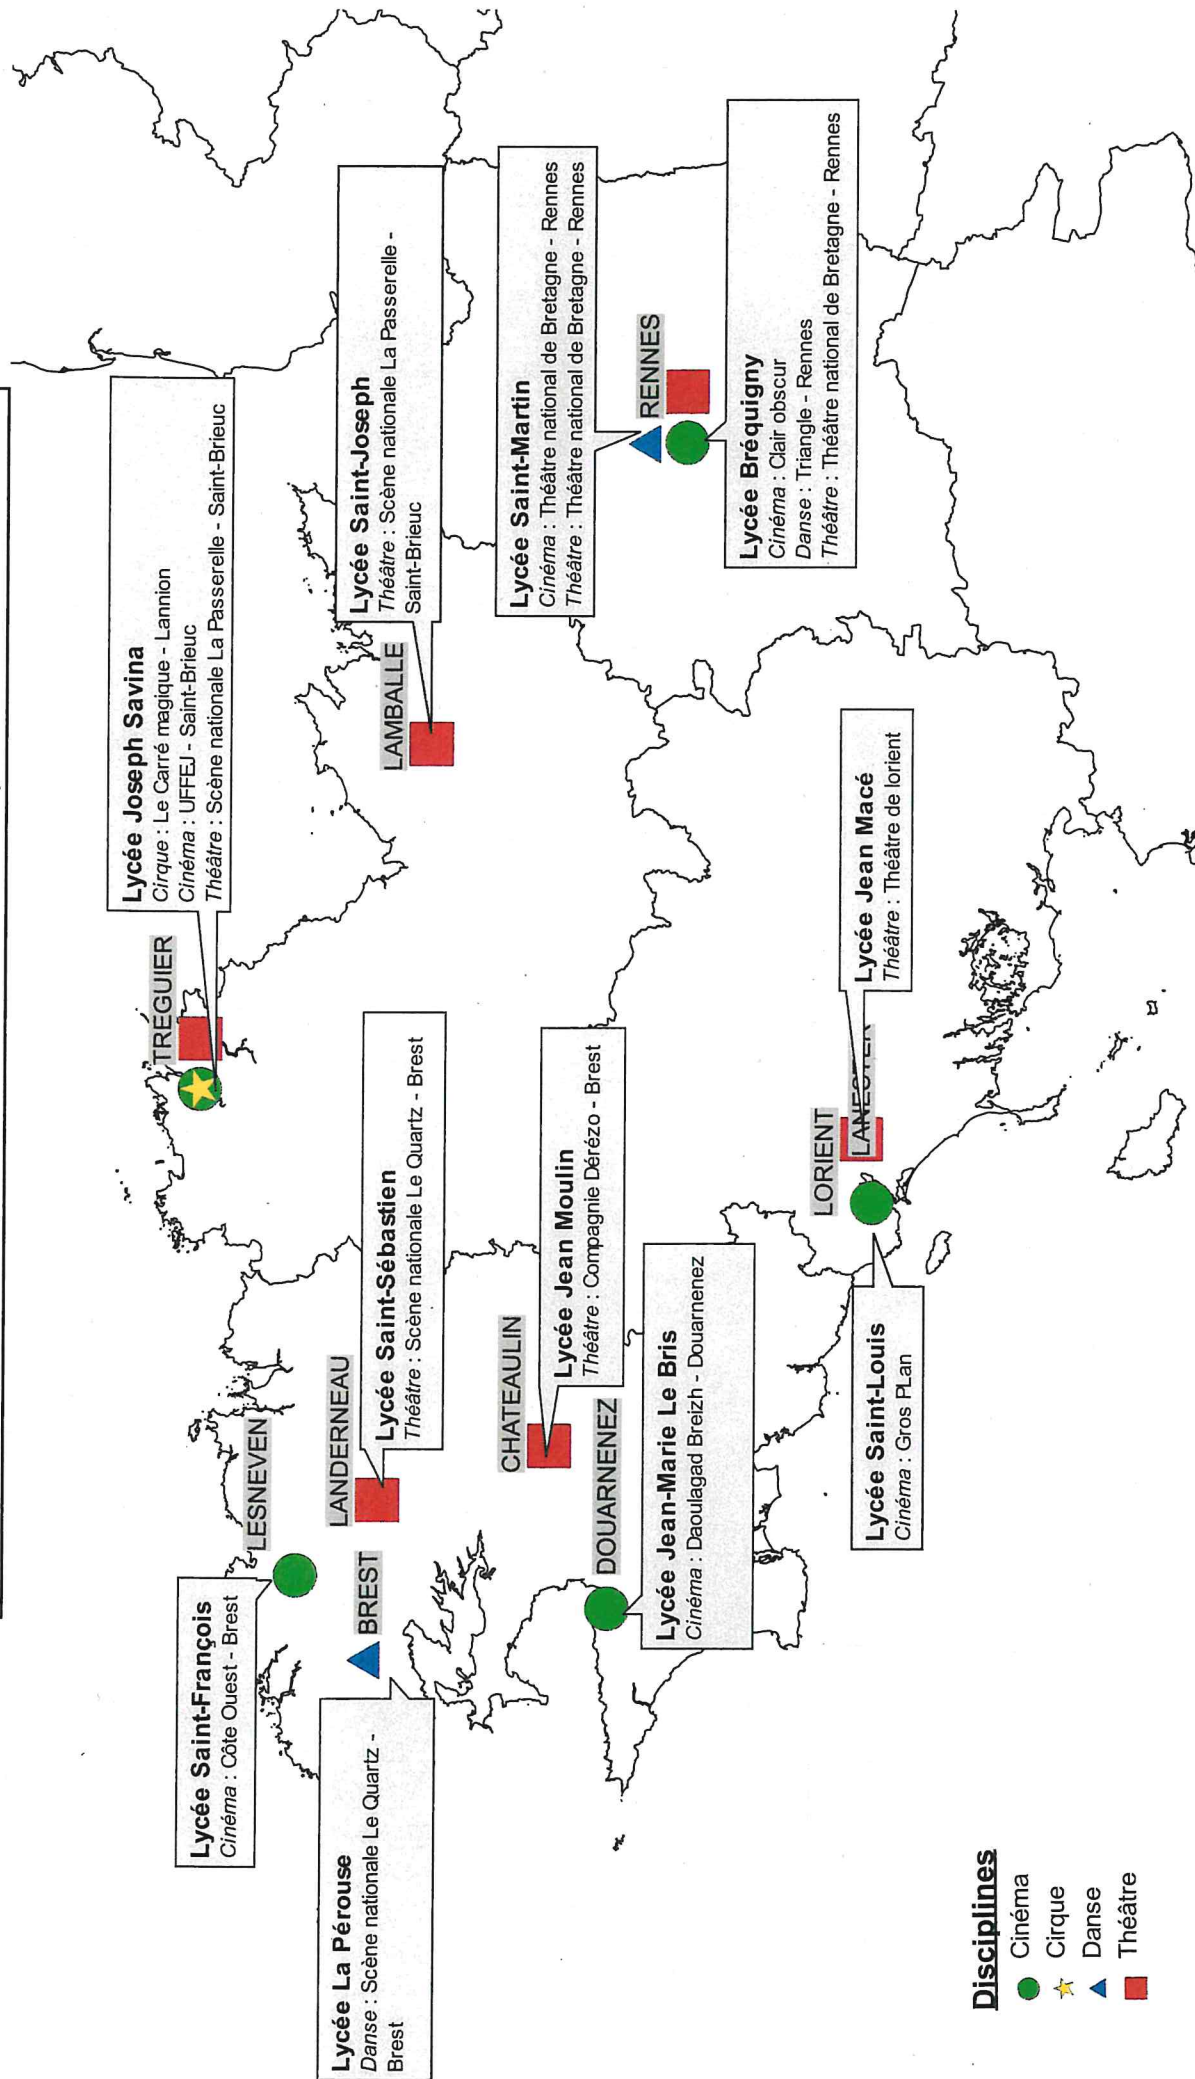 Lycée Joseph Savina
Cirque : Le Carré magique - Lannion
Cinéma : UFFEJ - Saint-Brieuc
Théâtre : Scène nationale La Passerelle - Saint-Brieuc
TREGUIER
Lycée Saint-François
Cinéma : Côte Ouest - Brest
LESNEVEN
Lycée La Pérouse
Danse : Scène nationale Le Quartz -
Brest
BREST
LANDERNEAU
Lycée Saint-Sébastien
Théâtre : Scène nationale Le Quartz - Brest
LAMBALLE
Lycée Saint-Joseph
Théâtre : Scène nationale La Passerelle -
Saint-Brieuc
CHATEAULIN
Lycée Jean Moulin
Théâtre : Compagnie Dérézo - Brest
Lycée Saint-Martin
Cinéma : Théâtre national de Bretagne - Rennes
Théâtre : Théâtre national de Bretagne - Rennes
RENNES
DOUARNENEZ
Lycée Jean-Marie Le Bris
Cinéma : Daoulagad Breizh - Douarnenez
Lycée Bréquigny
Cinéma : Clair obscur
Danse : Triangle - Rennes
Théâtre : Théâtre national de Bretagne - Rennes
LORIENT
LANESTER
Lycée Jean Macé
Théâtre : Théâtre de lorient
Lycée Saint-Louis
Cinéma : Gros PLan
Disciplines
Cinéma
Cirque
Danse
Théâtre